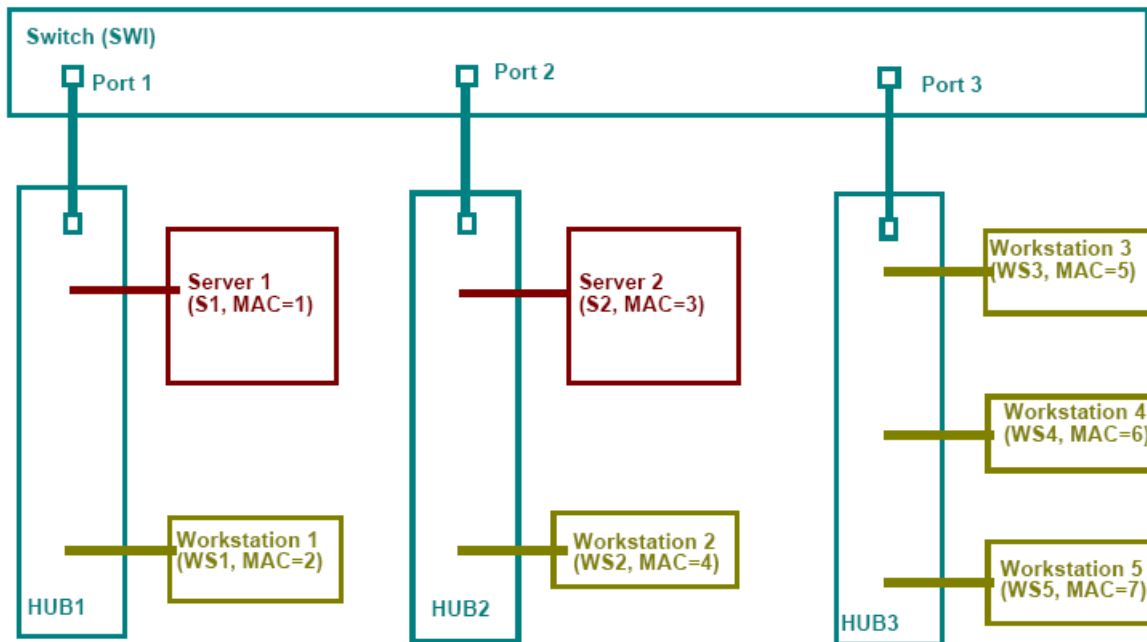 Switch (SWI)
Port 1
Port 2
Port 3
Server 1
(S1, MAC=1)
Server 2
(S2, MAC=3)
Workstation 3
(WS3, MAC=5)
Workstation 4
(WS4, MAC=6)
Workstation 1
(WS1, MAC=2)
Workstation 2
(WS2, MAC=4)
Workstation 5
(WS5, MAC=7)
HUB1
HUB2
HUB3